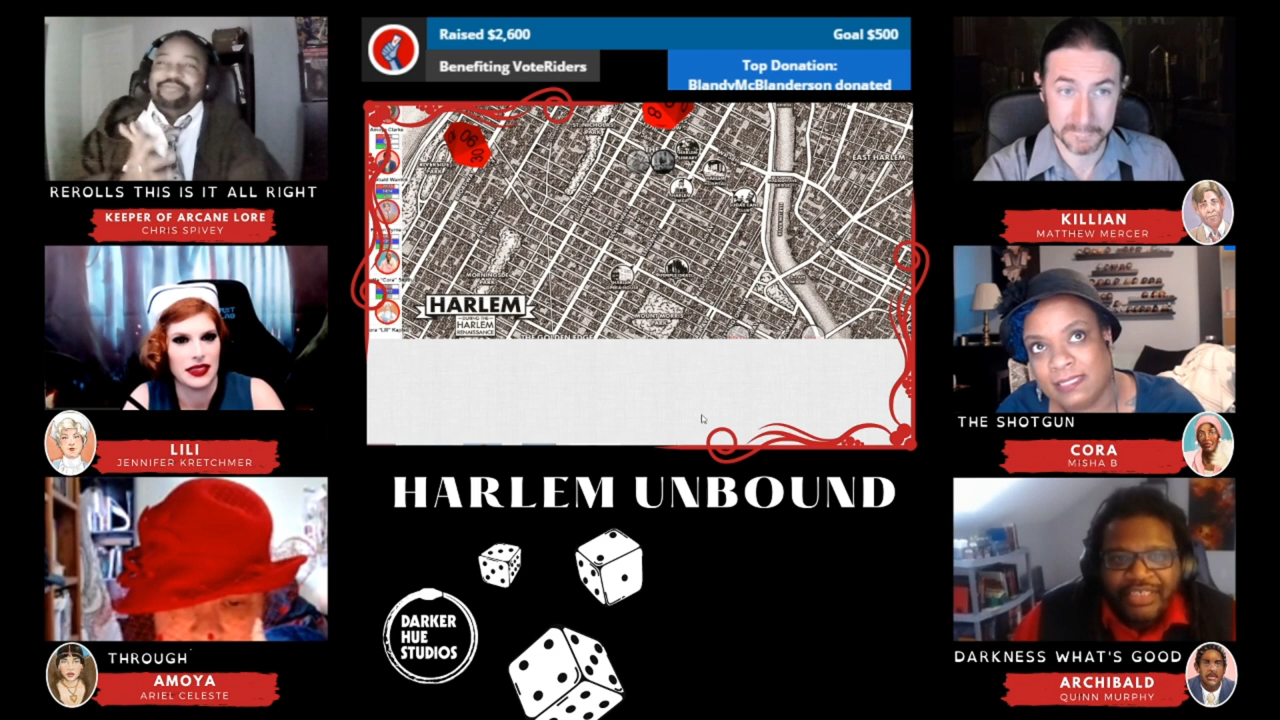 REROLLS THIS IS IT ALL RIGHT
KEEPER OF ARCANE LORE
CHRIS SPIVEY
LILI
JENNIFER KRETCHMER
THROUGH
AMOYA
ARIEL CELESTE
Raised $2,600
Goal $500
Benefiting VoteRiders
Top Donation:
BlandyMcBlanderson donated
EAST HARLEM
HARLEM
DURING THE
HARLEM
RENAISSANCE
HARLEM UNBOUND
DARKER
HUE
STUDIOS
KILLIAN
MATTHEW MERCER
THE SHOTGUN
CORA
MISHA B
DARKNESS WHAT'S GOOD
ARCHIBALD
QUINN MURPHY